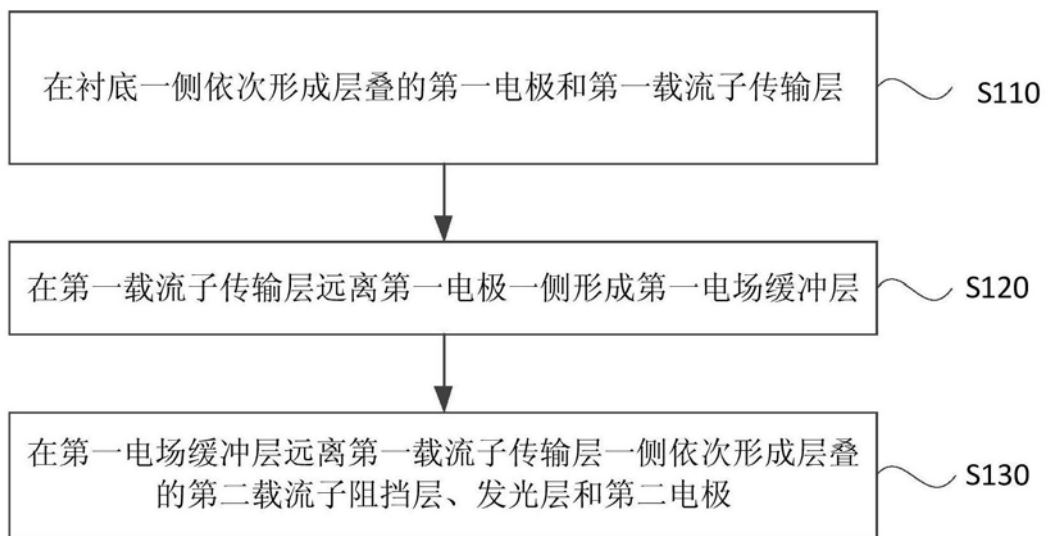 在衬底一侧依次形成层叠的第一电极和第一载流子传输层
S110
在第一载流子传输层远离第一电极一侧形成第一电场缓冲层
S120
在第一电场缓冲层远离第一载流子传输层一侧依次形成层叠
的第二载流子阻挡层、发光层和第二电极
S130